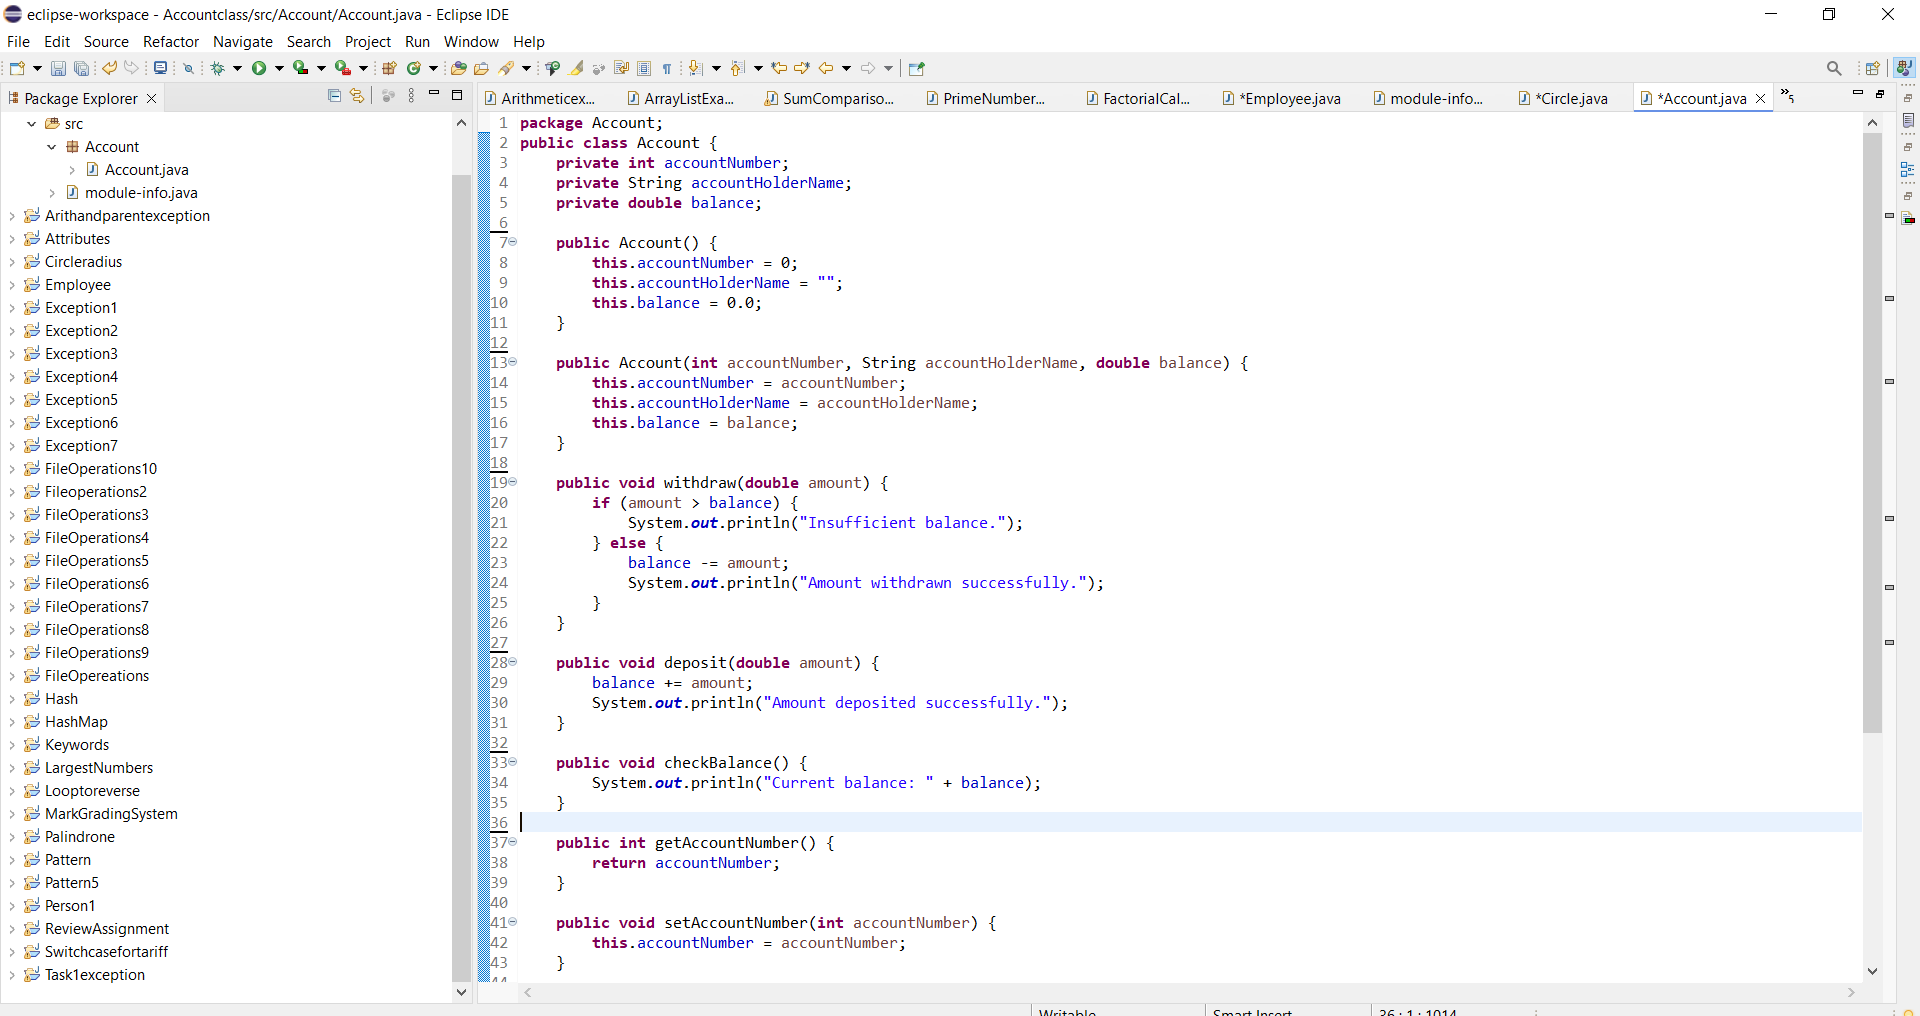 eclipse-workspace - Accountclass/src/Account/Account.java - Eclipse IDE
File Edit Source Refactor Navigate Search Project Run Window Help
Package Explorer
src
Account
Account.java
module-info.java
Arithandparentexception
Attributes
Circleradius
Employee
Exception1
Exception2
Exception3
Exception4
Exception5
Exception6
Exception7
FileOperations10
Fileoperations2
FileOperations3
FileOperations4
FileOperations5
FileOperations6
FileOperations7
FileOperations8
FileOperations9
FileOpereations
Hash
HashMap
Keywords
LargestNumbers
Looptoreverse
MarkGradingSystem
Palindrone
Pattern
Pattern5
Person1
ReviewAssignment
Switchcasefortariff
Task1exception
Arithmeticex... ArrayListExa... SumCompariso... PrimeNumber... FactorialCal... *Employee.java module-info... *Circle.java *Account.java »5
1 package Account;
2 public class Account {
3     private int accountNumber;
4     private String accountHolderName;
5     private double balance;
6
7     public Account() {
8         this.accountNumber = 0;
9         this.accountHolderName = "";
10         this.balance = 0.0;
11     }
12
13     public Account(int accountNumber, String accountHolderName, double balance) {
14         this.accountNumber = accountNumber;
15         this.accountHolderName = accountHolderName;
16         this.balance = balance;
17     }
18
19     public void withdraw(double amount) {
20         if (amount > balance) {
21             System.out.println("Insufficient balance.");
22         } else {
23             balance -= amount;
24             System.out.println("Amount withdrawn successfully.");
25         }
26     }
27
28     public void deposit(double amount) {
29         balance += amount;
30         System.out.println("Amount deposited successfully.");
31     }
32
33     public void checkBalance() {
34         System.out.println("Current balance: " + balance);
35     }
36
37     public int getAccountNumber() {
38         return accountNumber;
39     }
40
41     public void setAccountNumber(int accountNumber) {
42         this.accountNumber = accountNumber;
43     }
44
Writable Smart Insert 36 : 1 : 1014